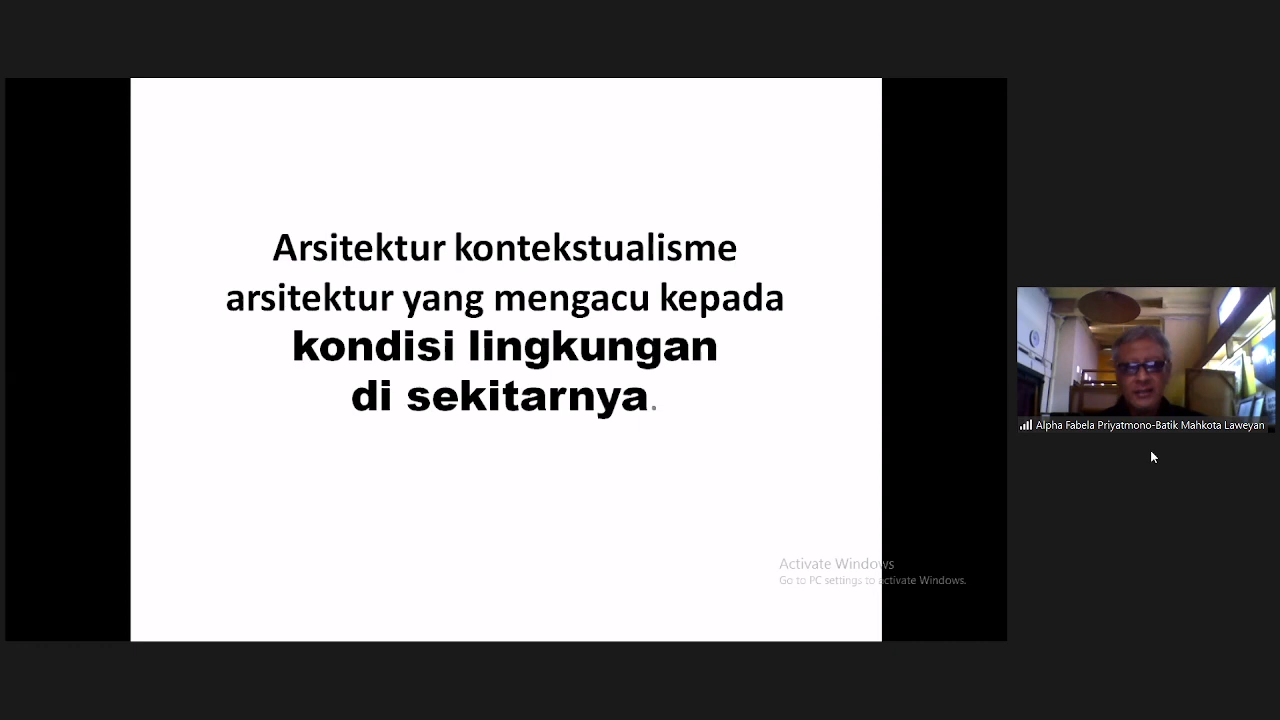 Arsitektur kontekstualisme
arsitektur yang mengacu kepada
kondisi lingkungan
di sekitarnya.
Alpha Fabela Priyatmono-Batik Mahkota Laweyan
Activate Windows
Go to PC settings to activate Windows.